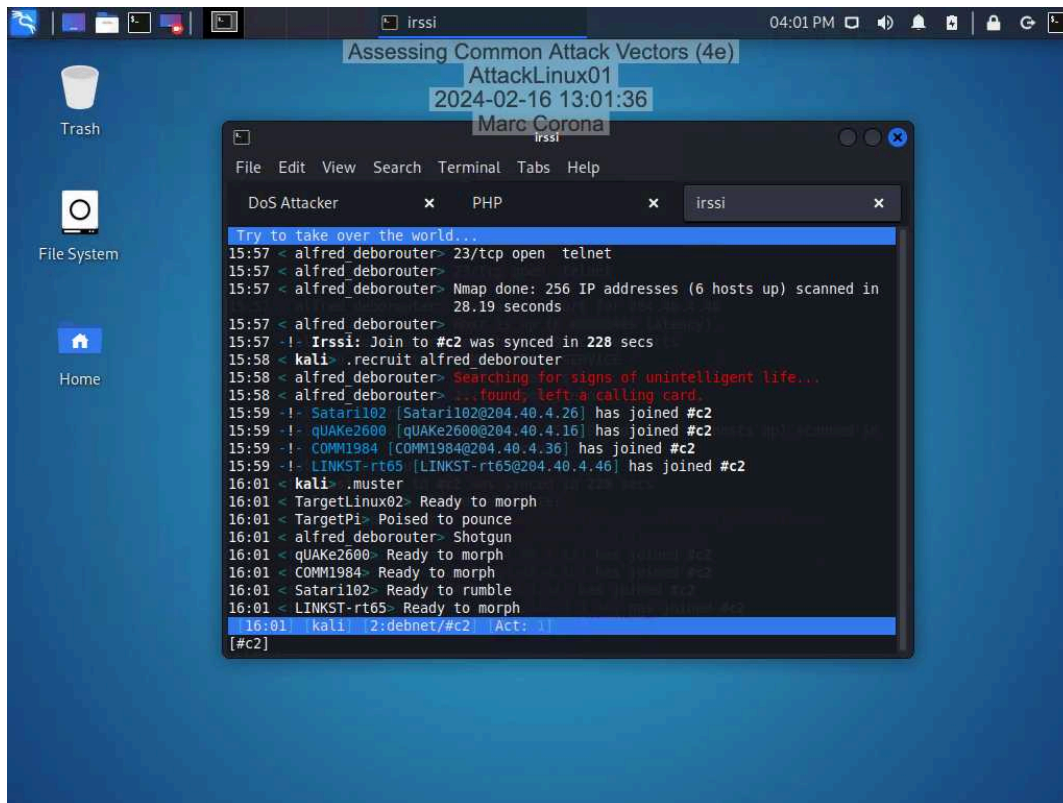 irssi
04:01 PM
Assessing Common Attack Vectors (4e)
AttackLinux01
2024-02-16 13:01:36
Marc Corona
irssi
Trash
File System
Home
File Edit View Search Terminal Tabs Help
DoS Attacker × PHP × irssi ×
Try to take over the world...
15:57 < alfred_deborouter> 23/tcp open  telnet
15:57 < alfred_deborouter>
15:57 < alfred_deborouter> Nmap done: 256 IP addresses (6 hosts up) scanned in
28.19 seconds
15:57 < alfred_deborouter>
15:57 -!- Irssi: Join to #c2 was synced in 228 secs
15:58 < kali> .recruit alfred_deborouter
15:58 < alfred_deborouter> Searching for signs of unintelligent life...
15:58 < alfred_deborouter> ...found, left a calling card.
15:59 -!- Satari102 [Satari102@204.40.4.26] has joined #c2
15:59 -!- qUAKe2600 [qUAKe2600@204.40.4.16] has joined #c2
15:59 -!- COMM1984 [COMM1984@204.40.4.36] has joined #c2
15:59 -!- LINKST-rt65 [LINKST-rt65@204.40.4.46] has joined #c2
16:01 < kali> .muster
16:01 < TargetLinux02> Ready to morph
16:01 < TargetPi> Poised to pounce
16:01 < alfred_deborouter> Shotgun
16:01 < qUAKe2600> Ready to morph
16:01 < COMM1984> Ready to morph
16:01 < Satari102> Ready to rumble
16:01 < LINKST-rt65> Ready to morph
[16:01] [kali] [2:debnet/#c2] [Act: 1]
[#c2]